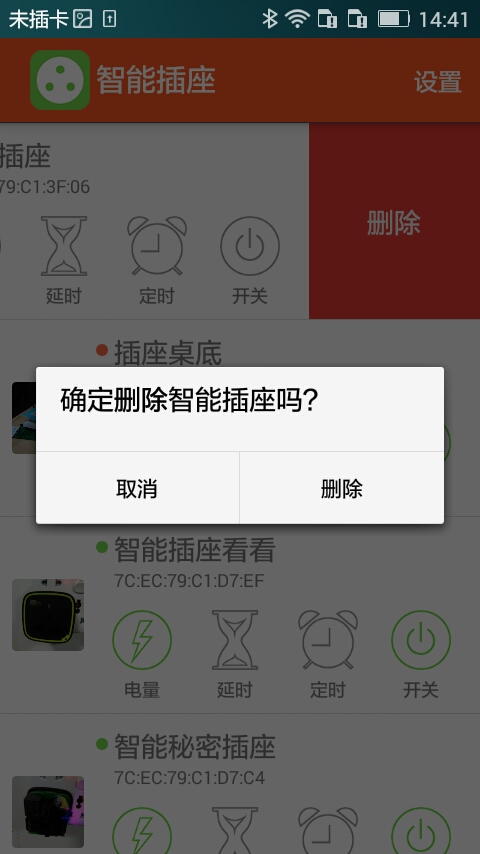 未插卡 14:41
智能插座 设置
插座
79:C1:3F:06
删除
延时 定时 开关
插座桌底
确定删除智能插座吗?
取消 删除
智能插座看看
7C:EC:79:C1:D7:EF
电量 延时 定时 开关
智能秘密插座
7C:EC:79:C1:D7:C4